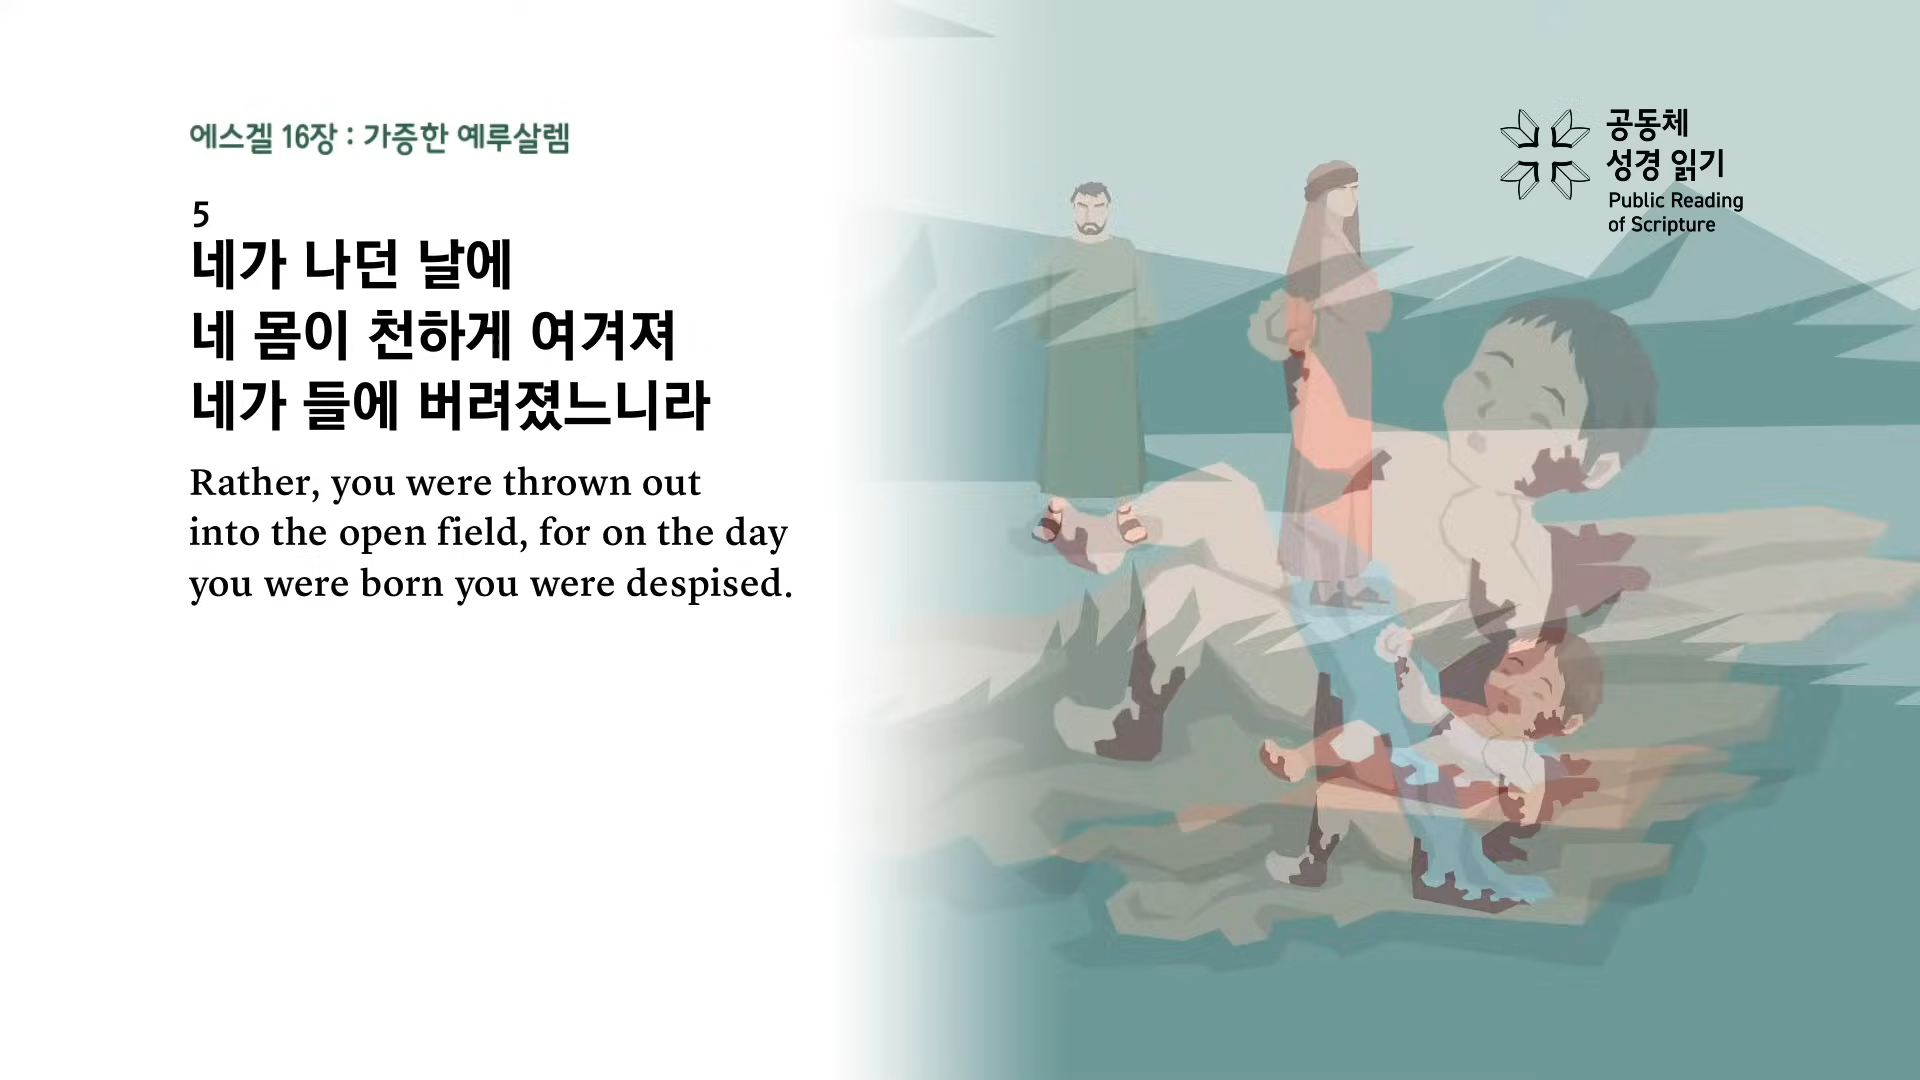 에스겔 16장 : 가증한 예루살렘
5
네가 나던 날에
네 몸이 천하게 여겨져
네가 들에 버려졌느니라
Rather, you were thrown out
into the open field, for on the day
you were born you were despised.
공동체
성경 읽기
Public Reading
of Scripture